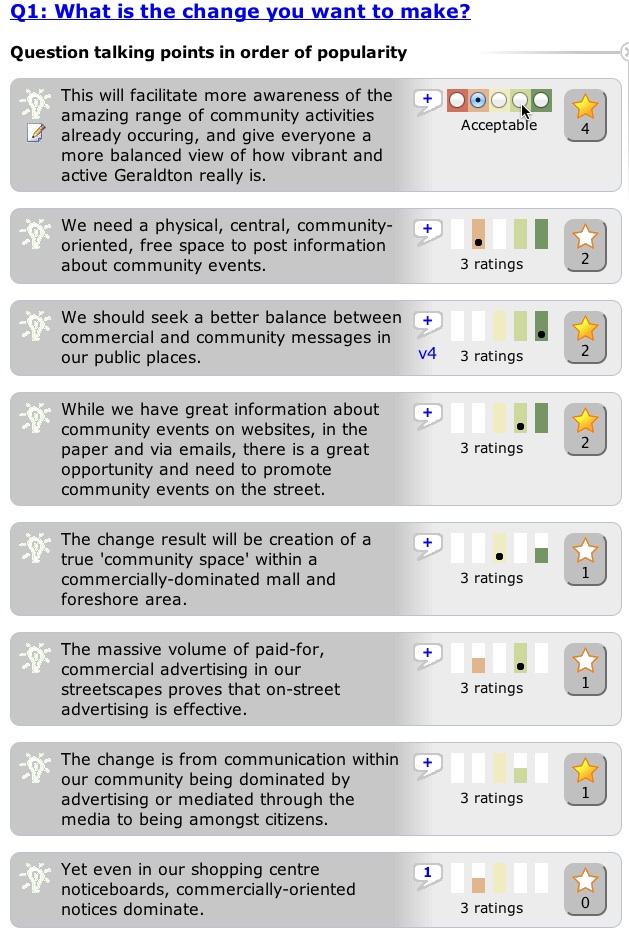 Q1: What is the change you want to make?
Question talking points in order of popularity
This will facilitate more awareness of the
amazing range of community activities
already occuring, and give everyone a
more balanced view of how vibrant and
active Geraldton really is.
+
Acceptable
4
We need a physical, central, community-
oriented, free space to post information
about community events.
+
3 ratings
2
We should seek a better balance between
commercial and community messages in
our public places.
+
v4
3 ratings
2
While we have great information about
community events on websites, in the
paper and via emails, there is a great
opportunity and need to promote
community events on the street.
+
3 ratings
2
The change result will be creation of a
true 'community space' within a
commercially-dominated mall and
foreshore area.
+
3 ratings
1
The massive volume of paid-for,
commercial advertising in our
streetscapes proves that on-street
advertising is effective.
+
3 ratings
1
The change is from communication within
our community being dominated by
advertising or mediated through the
media to being amongst citizens.
+
3 ratings
1
Yet even in our shopping centre
noticeboards, commercially-oriented
notices dominate.
1
3 ratings
0